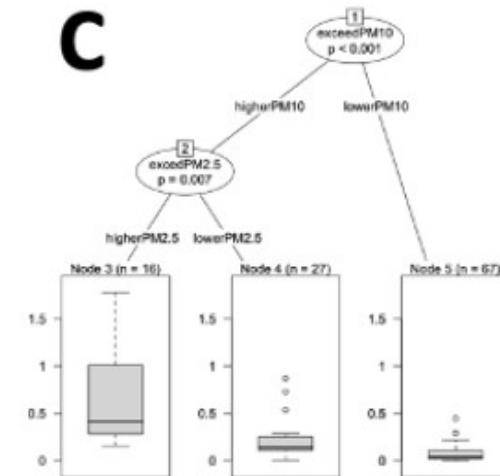 C
1
exceedPM10
p < 0.001
higherPM10
lowerPM10
2
excedPM2.5
p = 0.007
higherPM2.5
lowerPM2.5
Node 3 (n = 16)
Node 4 (n = 27)
Node 5 (n = 67)
1.5
1
0.5
0
1.5
1
0.5
0
1.5
1
0.5
0